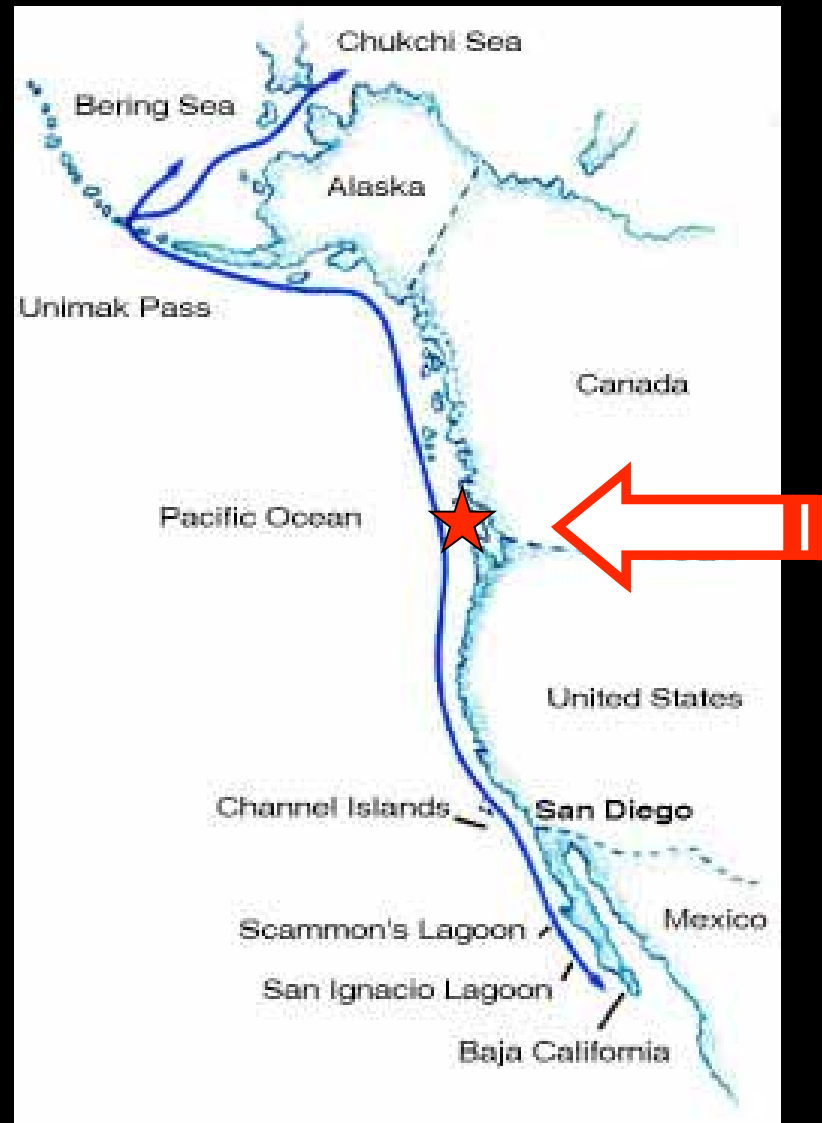 Chukchi Sea
Bering Sea
Alaska
Unimak Pass
Canada
Pacific Ocean
United States
Channel Islands
San Diego
Mexico
Scammon's Lagoon
San Ignacio Lagoon
Baja California